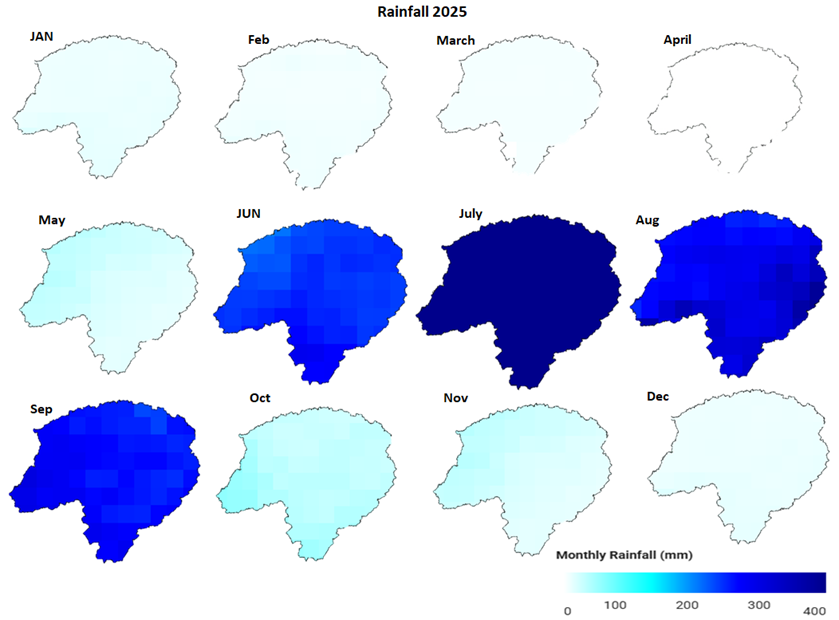 Rainfall 2025
JAN
Feb
March
April
May
JUN
July
Aug
Sep
Oct
Nov
Dec
Monthly Rainfall (mm)
0 100 200 300 400